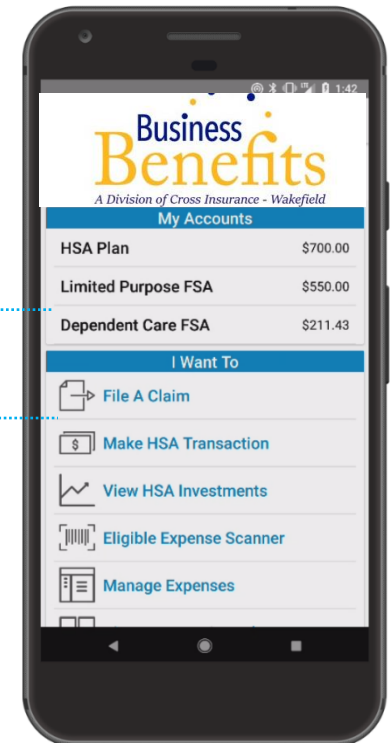 1:42
Business
Benefits
A Division of Cross Insurance - Wakefield
My Accounts
HSA Plan $700.00
Limited Purpose FSA $550.00
Dependent Care FSA $211.43
I Want To
File A Claim
$ Make HSA Transaction
View HSA Investments
Eligible Expense Scanner
Manage Expenses